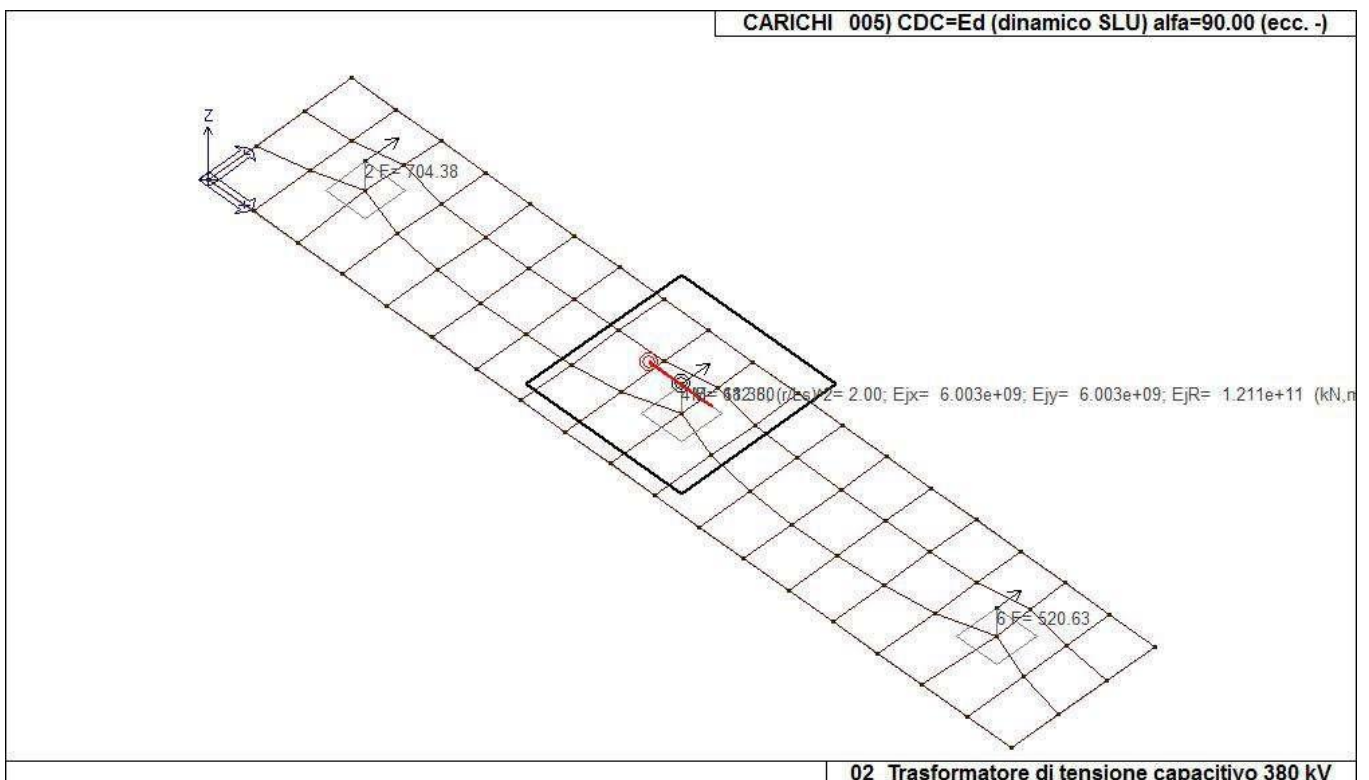 CARICHI 005) CDC=Ed (dinamico SLU) alfa=90.00 (ecc. -)
Z
2 F= 704.38
2.00; Ejx= 6.003e+09; Ejy= 6.003e+09; EjR= 1.211e+11 (kN,m
6 F= 520.63
02 Trasformatore di tensione capacitivo 380 kV